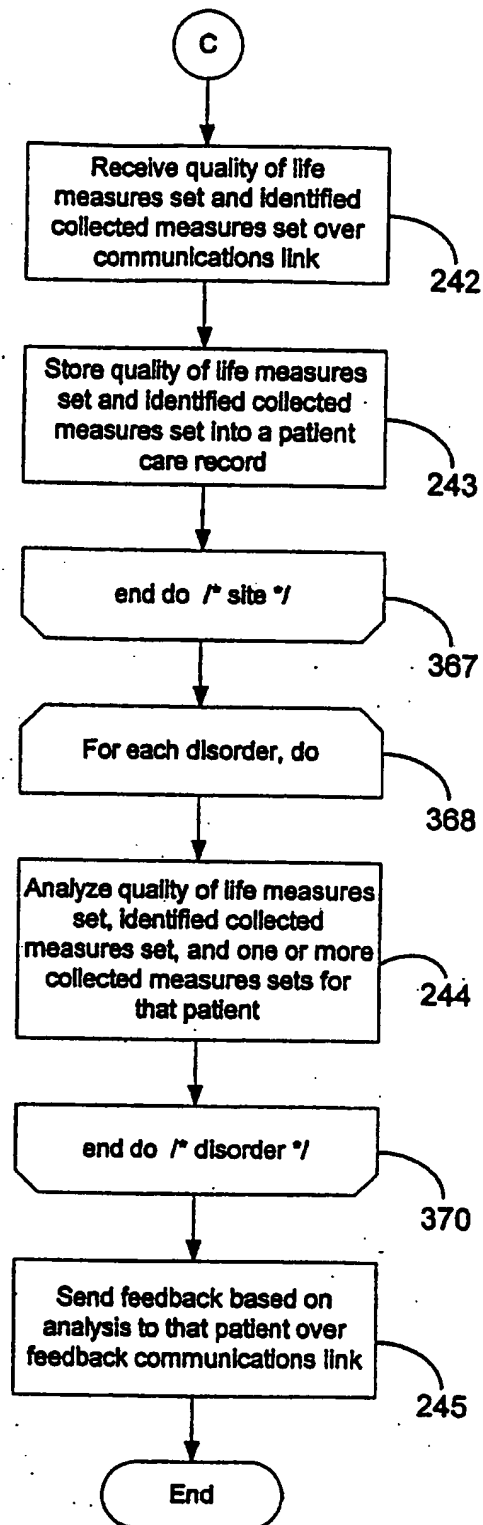 C
Receive quality of life
measures set and identified
collected measures set over
communications link
242
Store quality of life measures
set and identified collected
measures set into a patient
care record
243
end do /* site */
367
For each disorder, do
368
Analyze quality of life measures
set, identified collected
measures set, and one or more
collected measures sets for
that patient
244
end do /* disorder */
370
Send feedback based on
analysis to that patient over
feedback communications link
245
End